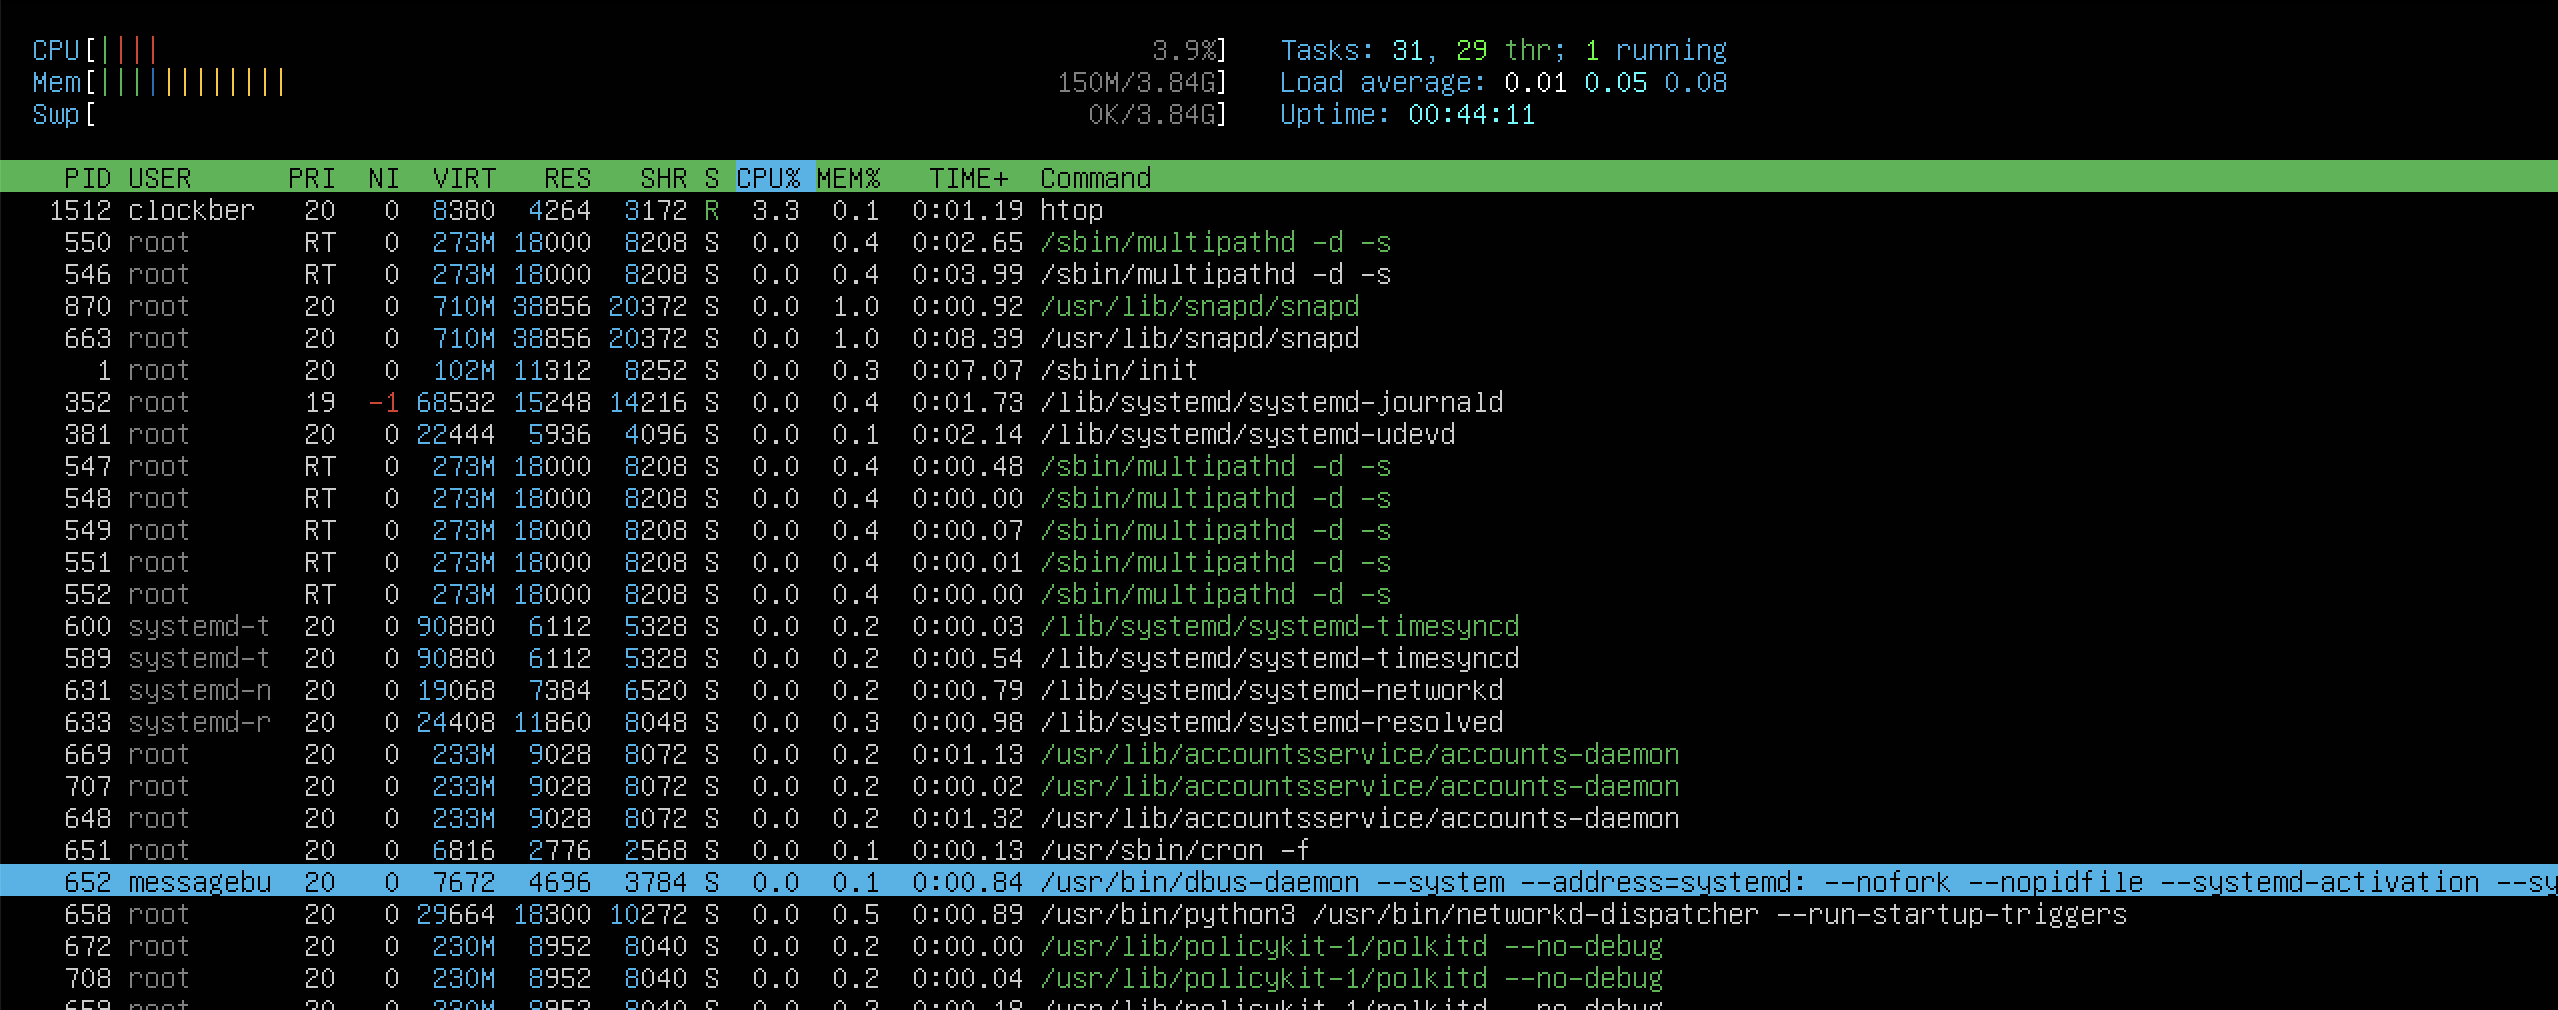 CPU[|||| 3.9%] Tasks: 31, 29 thr; 1 running
Mem[|||||||||||| 150M/3.84G] Load average: 0.01 0.05 0.08
Swp[ 0K/3.84G] Uptime: 00:44:11
PID USER PRI NI VIRT RES SHR S CPU% MEM% TIME+ Command
1512 clockber 20 0 8380 4264 3172 R 3.3 0.1 0:01.19 htop
550 root RT 0 273M 18000 8208 S 0.0 0.4 0:02.65 /sbin/multipathd -d -s
546 root RT 0 273M 18000 8208 S 0.0 0.4 0:03.99 /sbin/multipathd -d -s
870 root 20 0 710M 38856 20372 S 0.0 1.0 0:00.92 /usr/lib/snapd/snapd
663 root 20 0 710M 38856 20372 S 0.0 1.0 0:08.39 /usr/lib/snapd/snapd
1 root 20 0 102M 11312 8252 S 0.0 0.3 0:07.07 /sbin/init
352 root 19 -1 68532 15248 14216 S 0.0 0.4 0:01.73 /lib/systemd/systemd-journald
381 root 20 0 22444 5936 4096 S 0.0 0.1 0:02.14 /lib/systemd/systemd-udevd
547 root RT 0 273M 18000 8208 S 0.0 0.4 0:00.48 /sbin/multipathd -d -s
548 root RT 0 273M 18000 8208 S 0.0 0.4 0:00.00 /sbin/multipathd -d -s
549 root RT 0 273M 18000 8208 S 0.0 0.4 0:00.07 /sbin/multipathd -d -s
551 root RT 0 273M 18000 8208 S 0.0 0.4 0:00.01 /sbin/multipathd -d -s
552 root RT 0 273M 18000 8208 S 0.0 0.4 0:00.00 /sbin/multipathd -d -s
600 systemd-t 20 0 90880 6112 5328 S 0.0 0.2 0:00.03 /lib/systemd/systemd-timesyncd
589 systemd-t 20 0 90880 6112 5328 S 0.0 0.2 0:00.54 /lib/systemd/systemd-timesyncd
631 systemd-n 20 0 19068 7384 6520 S 0.0 0.2 0:00.79 /lib/systemd/systemd-networkd
633 systemd-r 20 0 24408 11860 8048 S 0.0 0.3 0:00.98 /lib/systemd/systemd-resolved
669 root 20 0 233M 9028 8072 S 0.0 0.2 0:01.13 /usr/lib/accountsservice/accounts-daemon
707 root 20 0 233M 9028 8072 S 0.0 0.2 0:00.02 /usr/lib/accountsservice/accounts-daemon
648 root 20 0 233M 9028 8072 S 0.0 0.2 0:01.32 /usr/lib/accountsservice/accounts-daemon
651 root 20 0 6816 2776 2568 S 0.0 0.1 0:00.13 /usr/sbin/cron -f
652 messagebu 20 0 7672 4696 3784 S 0.0 0.1 0:00.84 /usr/bin/dbus-daemon --system --address=systemd: --nofork --nopidfile --systemd-activation --sy
658 root 20 0 29664 18300 10272 S 0.0 0.5 0:00.89 /usr/bin/python3 /usr/bin/networkd-dispatcher --run-startup-triggers
672 root 20 0 230M 8952 8040 S 0.0 0.2 0:00.00 /usr/lib/policykit-1/polkitd --no-debug
708 root 20 0 230M 8952 8040 S 0.0 0.2 0:00.04 /usr/lib/policykit-1/polkitd --no-debug
659 root 20 0 230M 8952 8040 S 0.0 0.2 /usr/lib/policykit-1/polkitd --no-debug